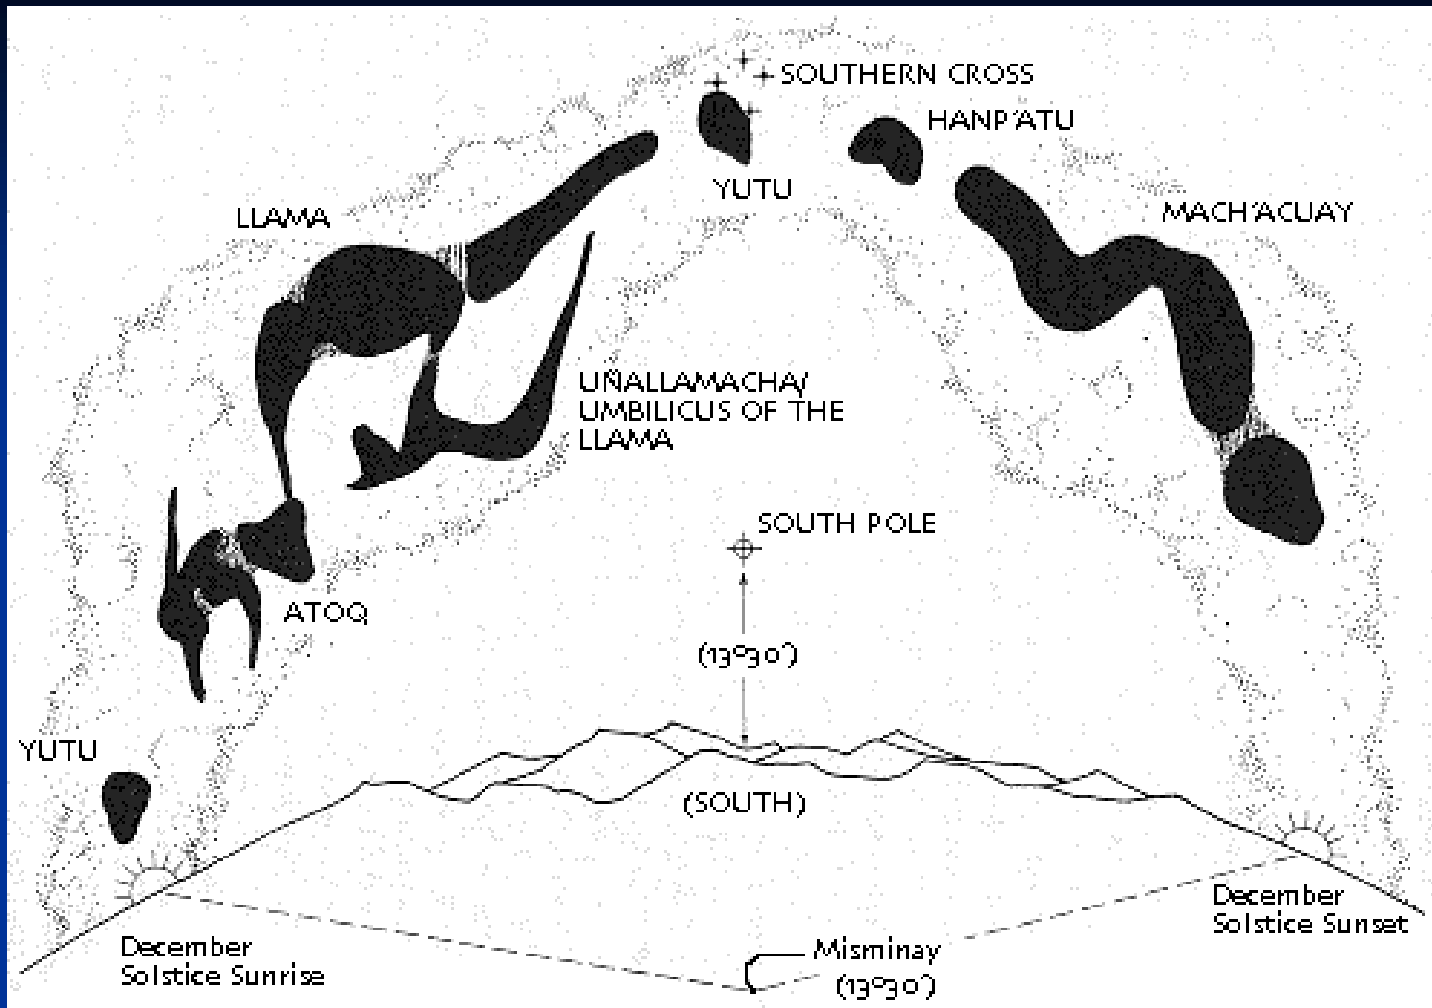 SOUTHERN CROSS
HANP'ATU
YUTU
LLAMA
MACH'ACUAY
UÑALLAMACHA/
UMBILICUS OF THE
LLAMA
SOUTH POLE
ATOQ
(13°30')
YUTU
(SOUTH)
December
Solstice Sunset
December
Solstice Sunrise
Misminay
(13°30')